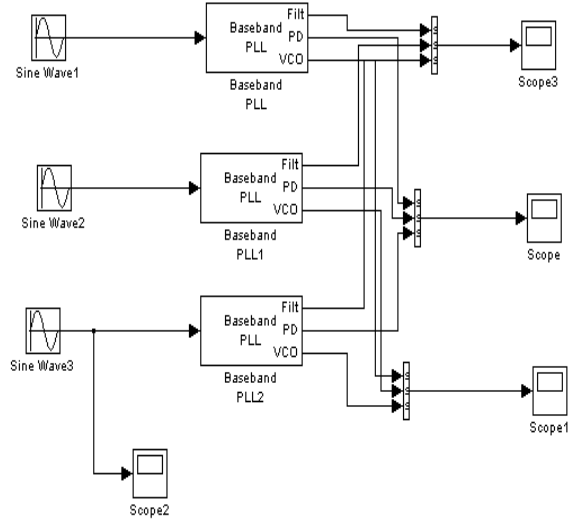 Filt
Baseband
PLL
PD
VCO
Sine Wave1
Baseband
PLL
Scope3
Filt
Baseband
PLL
PD
VCO
Sine Wave2
Baseband
PLL1
Scope
Filt
Baseband
PLL
PD
VCO
Sine Wave3
Baseband
PLL2
Scope1
Scope2